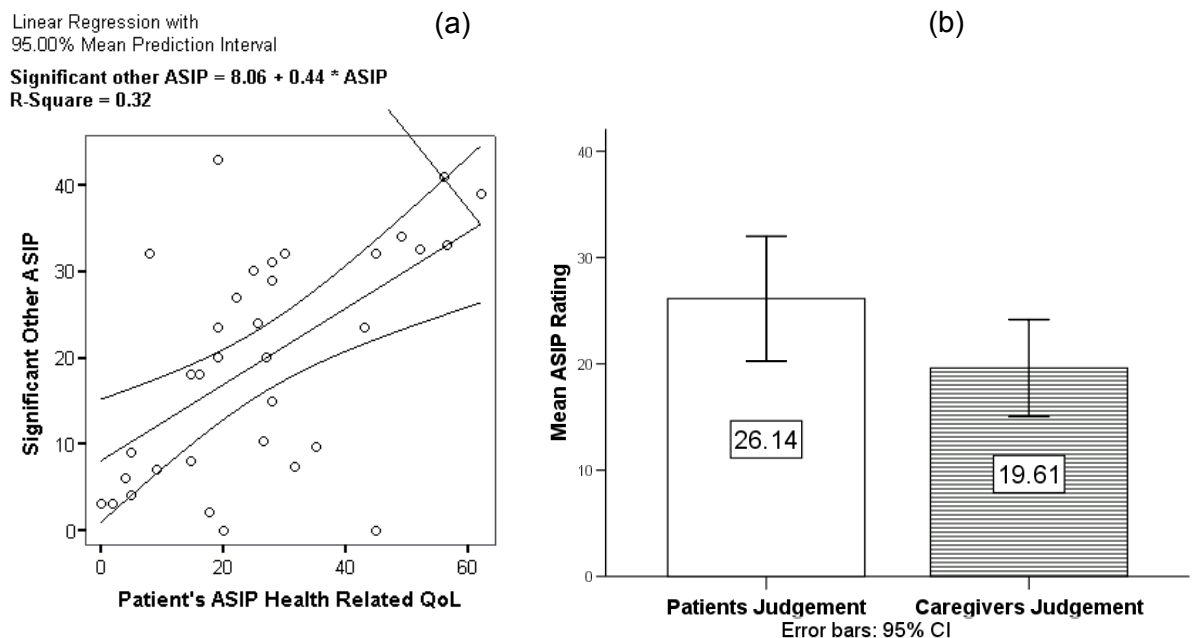 Linear Regression with
95.00% Mean Prediction Interval
Significant other ASIP = 8.06 + 0.44 * ASIP
R-Square = 0.32
(a)
Significant Other ASIP
40
30
20
10
0
0 20 40 60
Patient's ASIP Health Related QoL
(b)
Mean ASIP Rating
40
30
20
10
0
26.14
19.61
Patients Judgement Caregivers Judgement
Error bars: 95% CI